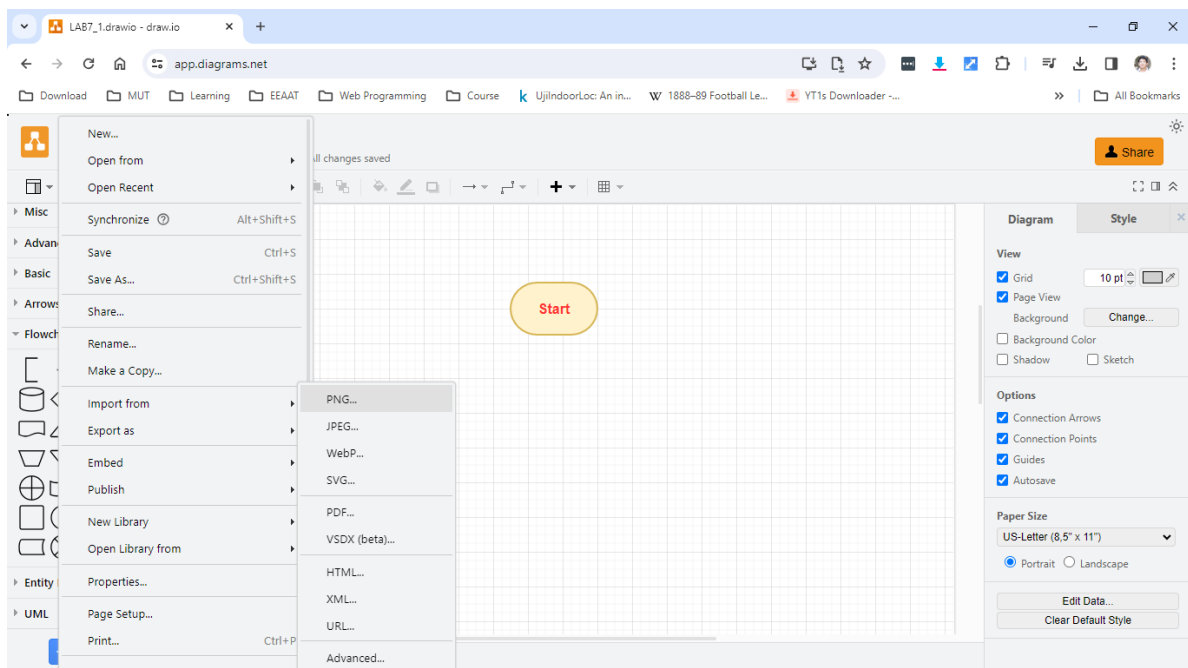 LAB7_1.drawio - draw.io
app.diagrams.net
Download MUT Learning EEAAT Web Programming Course UjiIndoorLoc: An in... 1888–89 Football Le... YT1s Downloader -... » All Bookmarks
New...
Open from
Open Recent
Synchronize Alt+Shift+S
Save Ctrl+S
Save As... Ctrl+Shift+S
Share...
Rename...
Make a Copy...
Import from
Export as
Embed
Publish
New Library
Open Library from
Properties...
Page Setup...
Print... Ctrl+P
PNG...
JPEG...
WebP...
SVG...
PDF...
VSDX (beta)...
HTML...
XML...
URL...
Advanced...
All changes saved
Share
Misc
Advan
Basic
Arrows
Flowch
Entity
UML
Start
Diagram Style
View
Grid 10 pt
Page View
Background Change...
Background Color
Shadow Sketch
Options
Connection Arrows
Connection Points
Guides
Autosave
Paper Size
US-Letter (8,5" x 11")
Portrait Landscape
Edit Data...
Clear Default Style